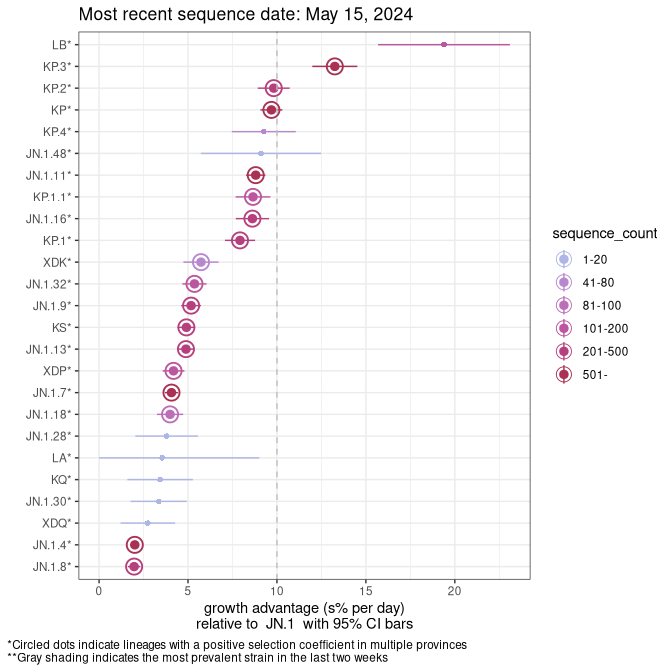 Most recent sequence date: May 15, 2024
LB*
KP.3*
KP.2*
KP*
KP.4*
JN.1.48*
JN.1.11*
KP.1.1*
JN.1.16*
KP.1*
XDK*
JN.1.32*
JN.1.9*
KS*
JN.1.13*
XDP*
JN.1.7*
JN.1.18*
JN.1.28*
LA*
KQ*
JN.1.30*
XDQ*
JN.1.4*
JN.1.8*
0 5 10 15 20
growth advantage (s% per day)
relative to JN.1 with 95% CI bars
sequence_count
1-20
41-80
81-100
101-200
201-500
501-
*Circled dots indicate lineages with a positive selection coefficient in multiple provinces
**Gray shading indicates the most prevalent strain in the last two weeks